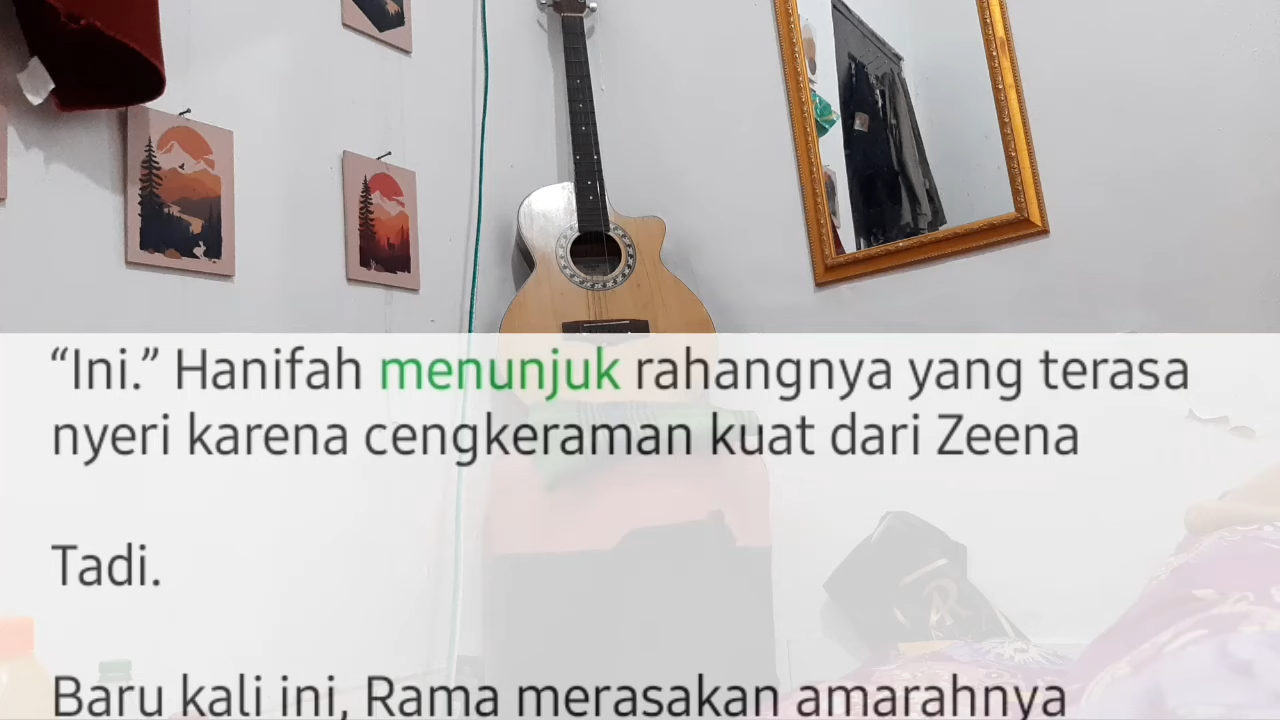 “Ini.” Hanifah menunjuk rahangnya yang terasa
nyeri karena cengkeraman kuat dari Zeena
Tadi.
Baru kali ini, Rama merasakan amarahnya